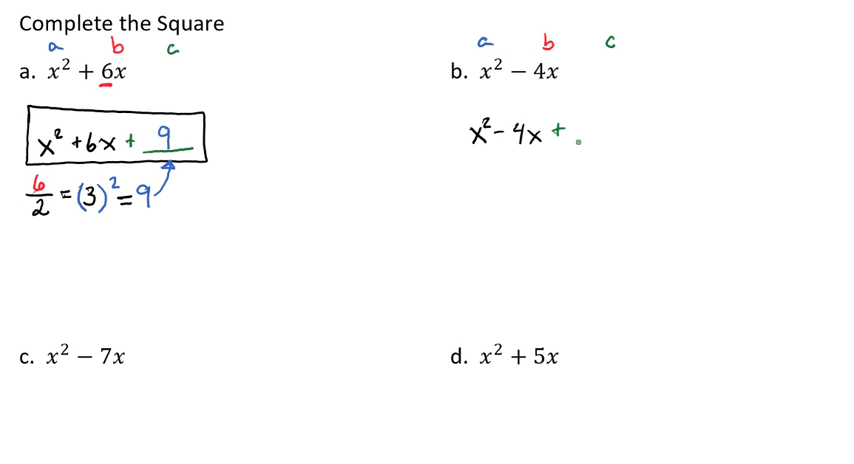 Complete the Square
a b c
a. x² + 6x
x² + 6x + 9
6/2 = (3)² = 9
a b c
b. x² − 4x
x² - 4x +
c. x² − 7x
d. x² + 5x